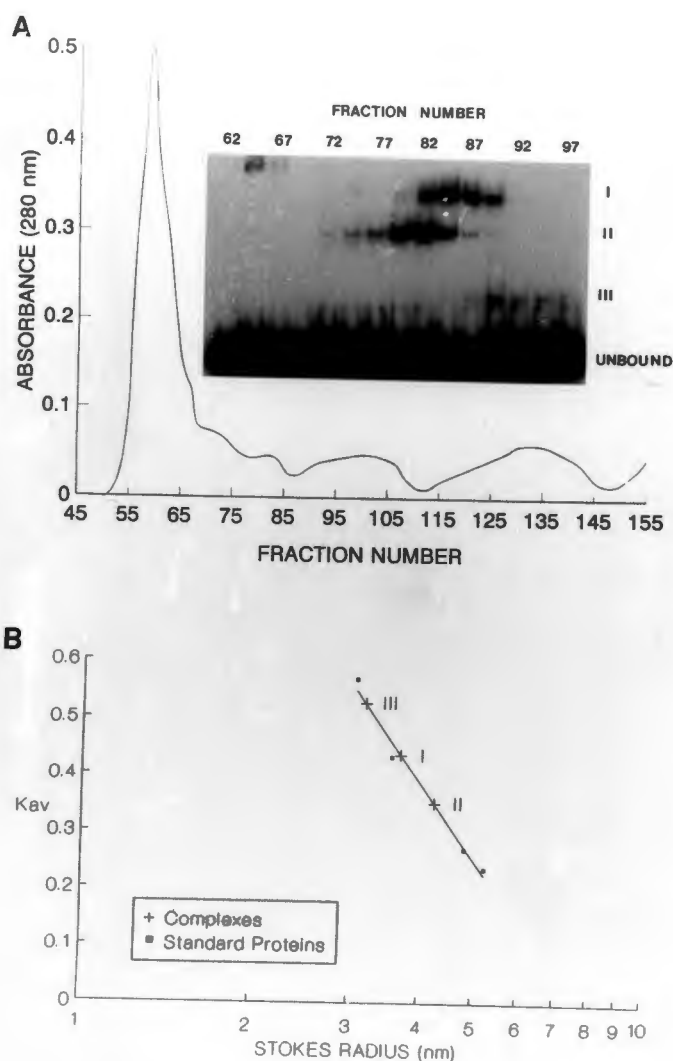 A
0.5
0.4
0.3
0.2
0.1
0
ABSORBANCE (280 nm)
45 55 65 75 85 95 105 115 125 135 145 155
FRACTION NUMBER
FRACTION NUMBER
62 67 72 77 82 87 92 97
I
II
III
UNBOUND
B
0.6
0.5
0.4
0.3
0.2
0.1
0
Kav
III
I
II
+ Complexes
▪ Standard Proteins
1 2 3 4 5 6 7 8 9 10
STOKES RADIUS (nm)